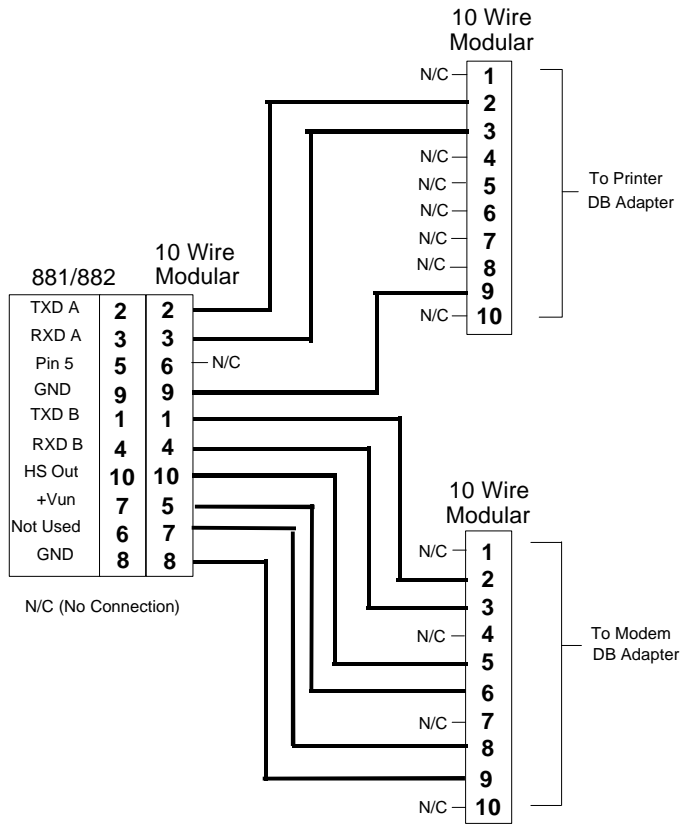 10 Wire
Modular
N/C 1
2
3
N/C 4
N/C 5
N/C 6
N/C 7
N/C 8
9
N/C 10
To Printer
DB Adapter
881/882
10 Wire
Modular
TXD A 2 2
RXD A 3 3
Pin 5 5 6 N/C
GND 9 9
TXD B 1 1
RXD B 4 4
HS Out 10 10
+Vun 7 5
Not Used 6 7
GND 8 8
N/C (No Connection)
10 Wire
Modular
N/C 1
2
3
N/C 4
5
6
N/C 7
8
9
N/C 10
To Modem
DB Adapter